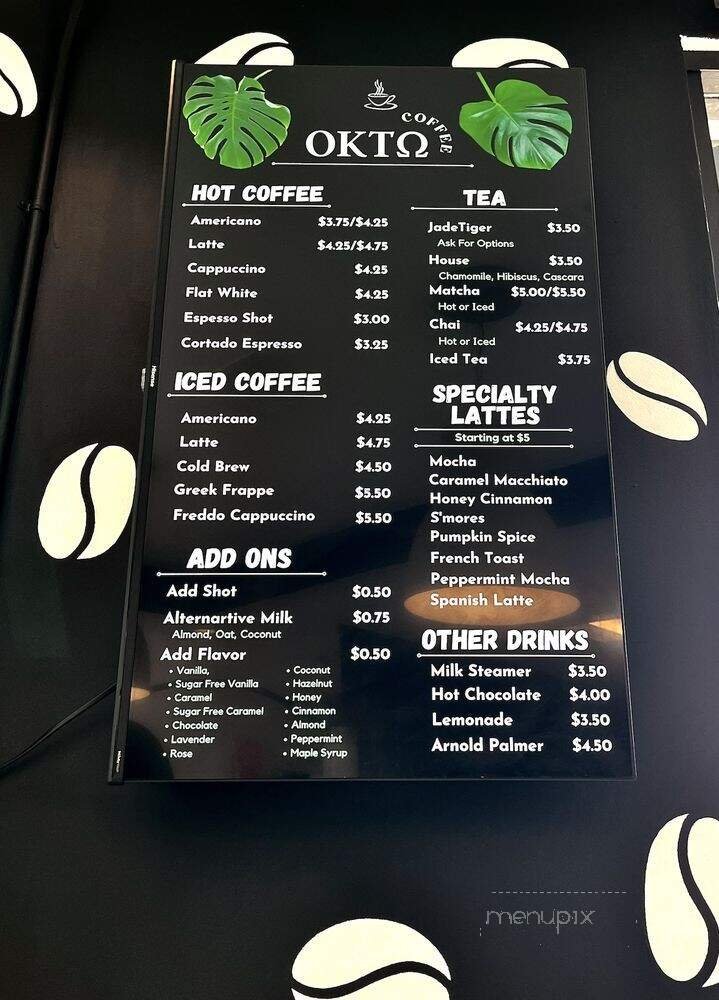 OKTΩ COFFEE
HOT COFFEE
Americano $3.75/$4.25
Latte $4.25/$4.75
Cappuccino $4.25
Flat White $4.25
Espesso Shot $3.00
Cortado Espresso $3.25
ICED COFFEE
Americano $4.25
Latte $4.75
Cold Brew $4.50
Greek Frappe $5.50
Freddo Cappuccino $5.50
ADD ONS
Add Shot $0.50
Alternartive Milk $0.75
Almond, Oat, Coconut
Add Flavor $0.50
• Vanilla,
• Sugar Free Vanilla
• Caramel
• Sugar Free Caramel
• Chocolate
• Lavender
• Rose
• Coconut
• Hazelnut
• Honey
• Cinnamon
• Almond
• Peppermint
• Maple Syrup
TEA
JadeTiger $3.50
Ask For Options
House $3.50
Chamomile, Hibiscus, Cascara
Matcha $5.00/$5.50
Hot or Iced
Chai $4.25/$4.75
Hot or Iced
Iced Tea $3.75
SPECIALTY
LATTES
Starting at $5
Mocha
Caramel Macchiato
Honey Cinnamon
S'mores
Pumpkin Spice
French Toast
Peppermint Mocha
Spanish Latte
OTHER DRINKS
Milk Steamer $3.50
Hot Chocolate $4.00
Lemonade $3.50
Arnold Palmer $4.50
Hisense
menupix